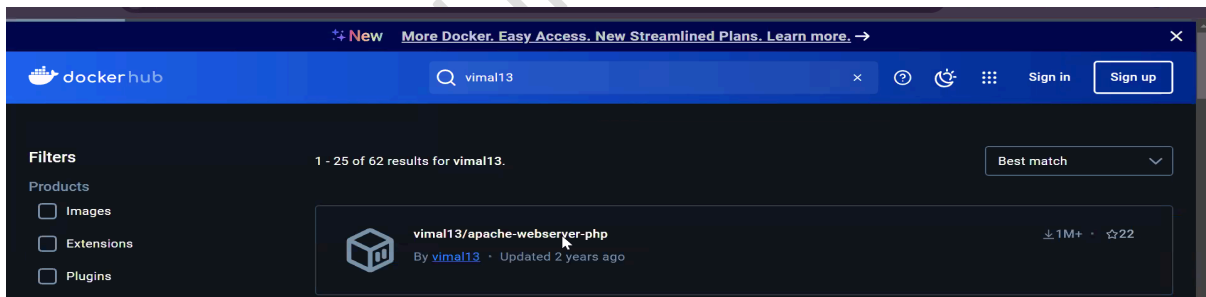 New More Docker. Easy Access. New Streamlined Plans. Learn more. →
dockerhub
vimal13
Sign in
Sign up
Filters
1 - 25 of 62 results for vimal13.
Best match
Products
Images
Extensions
Plugins
vimal13/apache-webserver-php
1M+ · 22
By vimal13 · Updated 2 years ago